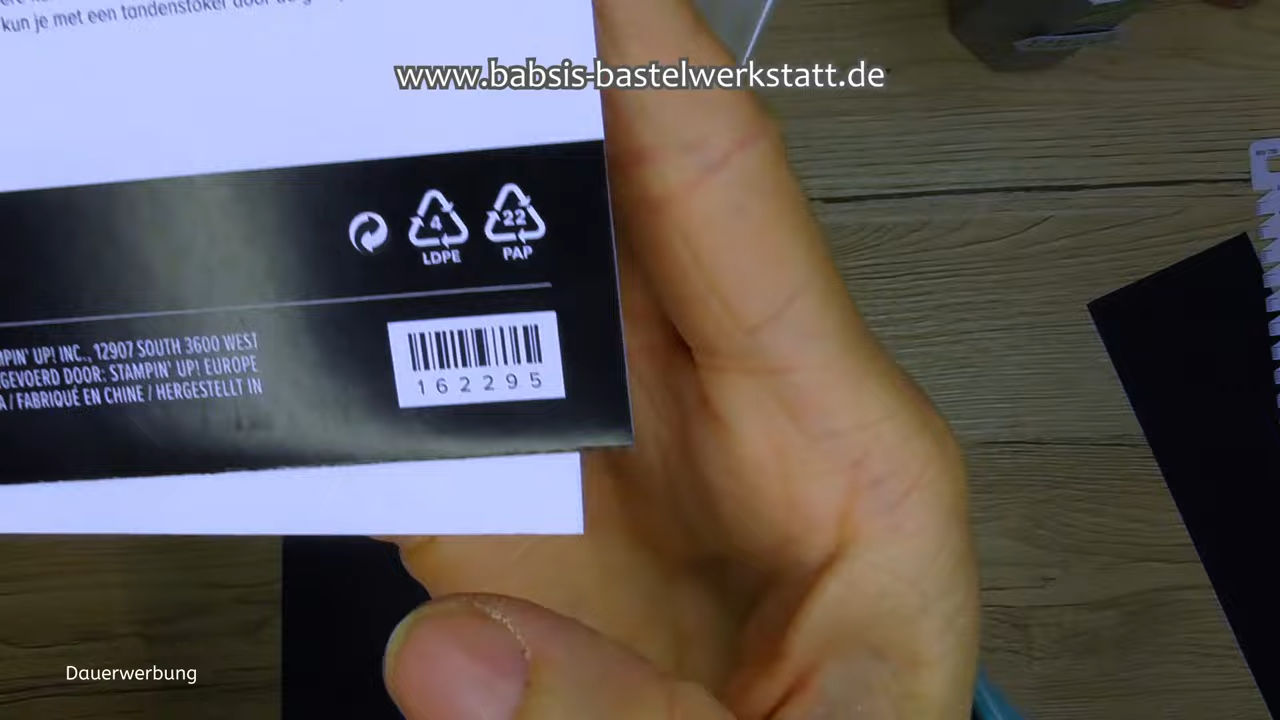 kun je met een tandenstoker door de
www.babsis-bastelwerkstatt.de
4
LDPE
22
PAP
PIN' UP! INC., 12907 SOUTH 3600 WEST
GEVOERD DOOR: STAMPIN' UP! EUROPE
A / FABRIQUÉ EN CHINE / HERGESTELLT IN
162295
Dauerwerbung